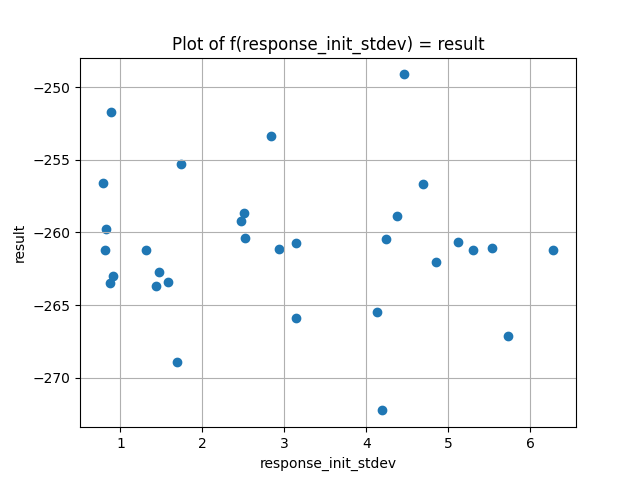 Plot of f(response_init_stdev) = result
−250
−255
−260
−265
−270
result
1 2 3 4 5 6
response_init_stdev